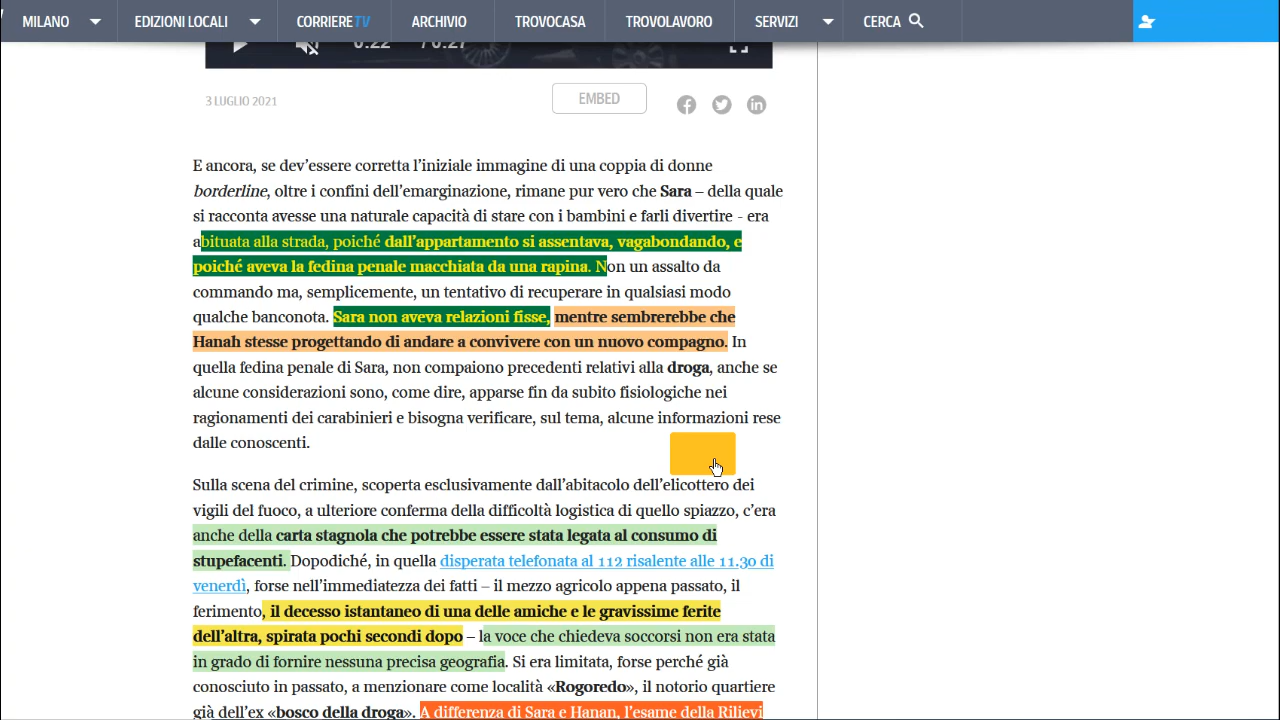 MILANO EDIZIONI LOCALI CORRIERETV ARCHIVIO TROVOCASA TROVOLAVORO SERVIZI CERCA
0:22 / 0:27
3 LUGLIO 2021
EMBED
E ancora, se dev’essere corretta l’iniziale immagine di una coppia di donne
borderline, oltre i confini dell’emarginazione, rimane pur vero che Sara – della quale
si racconta avesse una naturale capacità di stare con i bambini e farli divertire - era
abituata alla strada, poiché dall’appartamento si assentava, vagabondando, e
poiché aveva la fedina penale macchiata da una rapina. Non un assalto da
commando ma, semplicemente, un tentativo di recuperare in qualsiasi modo
qualche banconota. Sara non aveva relazioni fisse, mentre sembrerebbe che
Hanah stesse progettando di andare a convivere con un nuovo compagno. In
quella fedina penale di Sara, non compaiono precedenti relativi alla droga, anche se
alcune considerazioni sono, come dire, apparse fin da subito fisiologiche nei
ragionamenti dei carabinieri e bisogna verificare, sul tema, alcune informazioni rese
dalle conoscenti.
Sulla scena del crimine, scoperta esclusivamente dall’abitacolo dell’elicottero dei
vigili del fuoco, a ulteriore conferma della difficoltà logistica di quello spiazzo, c’era
anche della carta stagnola che potrebbe essere stata legata al consumo di
stupefacenti. Dopodiché, in quella disperata telefonata al 112 risalente alle 11.30 di
venerdì, forse nell’immediatezza dei fatti – il mezzo agricolo appena passato, il
ferimento, il decesso istantaneo di una delle amiche e le gravissime ferite
dell’altra, spirata pochi secondi dopo – la voce che chiedeva soccorsi non era stata
in grado di fornire nessuna precisa geografia. Si era limitata, forse perché già
conosciuto in passato, a menzionare come località «Rogoredo», il notorio quartiere
già dell’ex «bosco della droga». A differenza di Sara e Hanan, l’esame della Rilievi